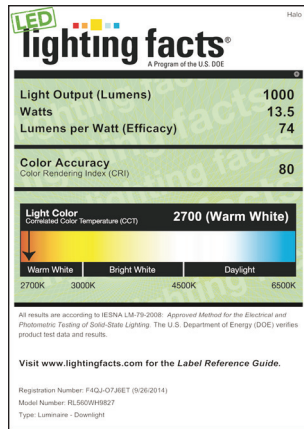 Halo
LED
lighting facts®
A Program of the U.S. DOE
Light Output (Lumens) 1000
Watts 13.5
Lumens per Watt (Efficacy) 74
Color Accuracy 80
Color Rendering Index (CRI)
Light Color 2700 (Warm White)
Correlated Color Temperature (CCT)
Warm White Bright White Daylight
2700K 3000K 4500K 6500K
All results are according to IESNA LM-79-2008: Approved Method for the Electrical and
Photometric Testing of Solid-State Lighting. The U.S. Department of Energy (DOE) verifies
product test data and results.
Visit www.lightingfacts.com for the Label Reference Guide.
Registration Number: F4QJ-O7J6ET (9/26/2014)
Model Number: RL560WH9827
Type: Luminaire - Downlight